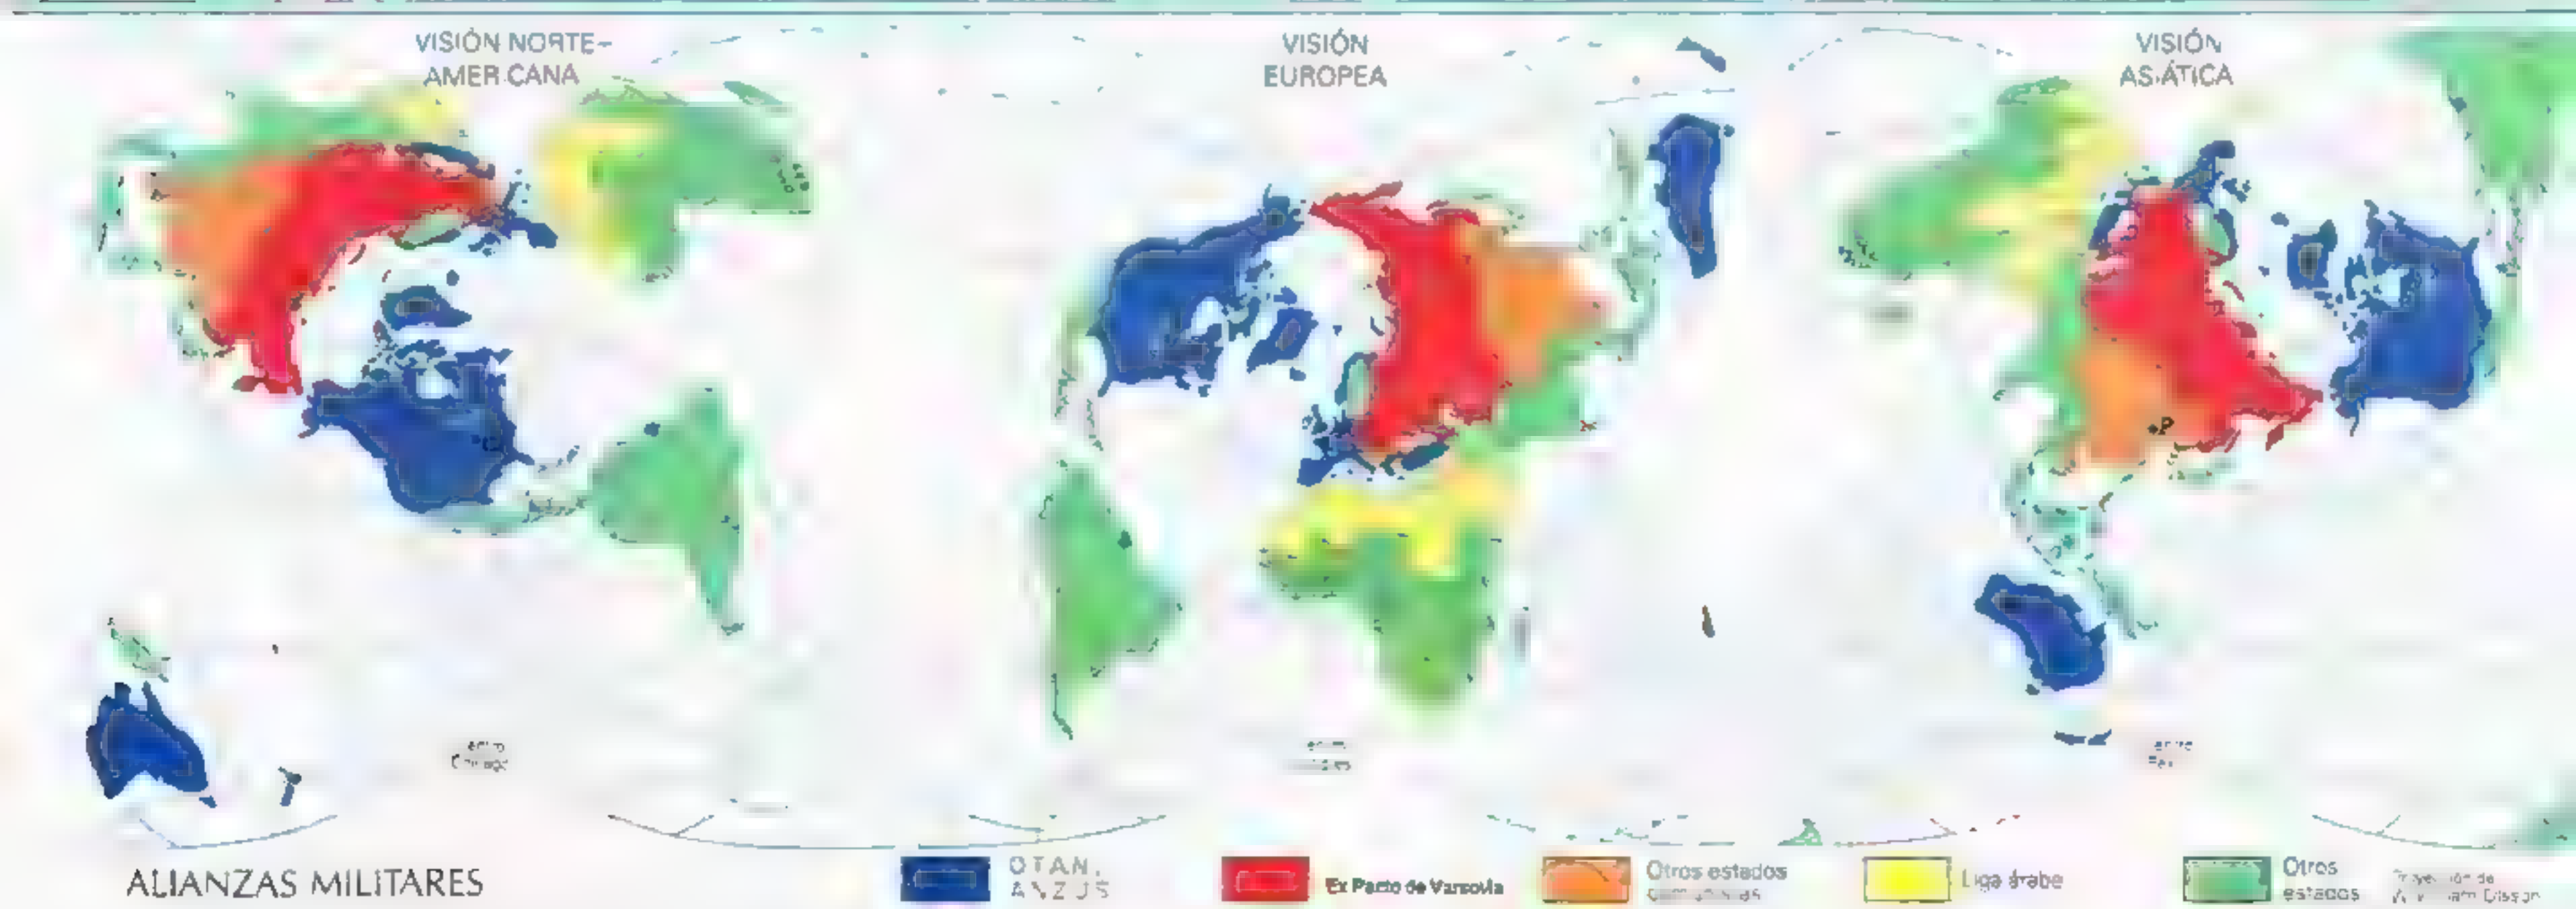 VISIÓN NORTE-
AMERICANA
VISIÓN
EUROPEA
VISIÓN
ASIÁTICA
P
ALIANZAS MILITARES
OTAN,
ANZUS
Ex Pacto de Varsovia
Otros estados
Liga árabe
Otros
estados